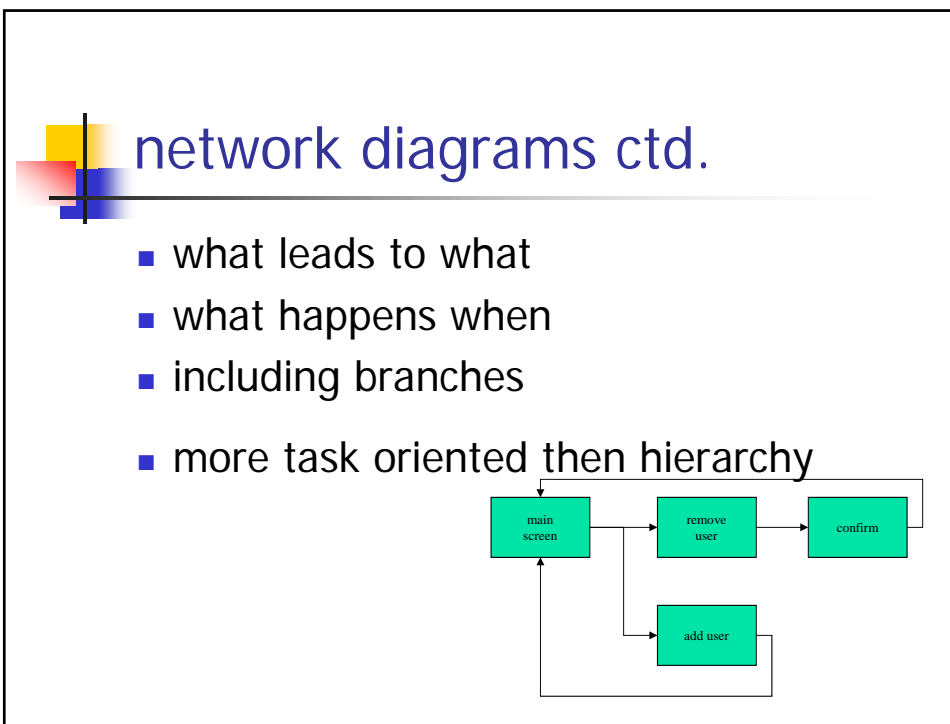 network diagrams ctd.
what leads to what
what happens when
including branches
more task oriented then hierarchy
main
screen
remove
user
confirm
add user